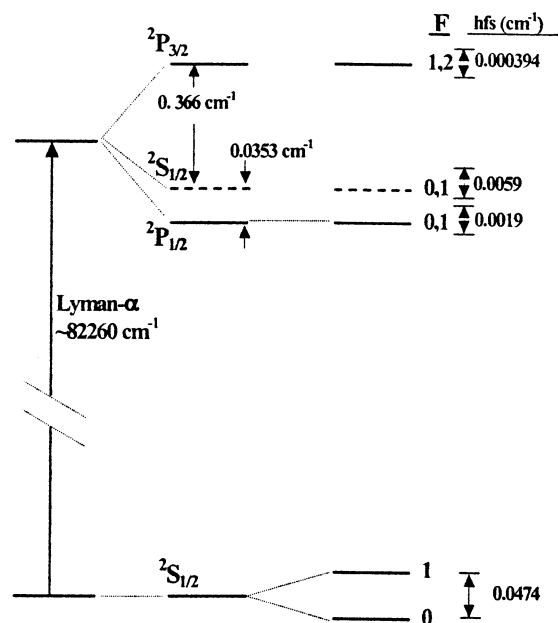 F hfs (cm⁻¹)
²P₃/₂
1,2 0.000394
0.366 cm⁻¹
0.0353 cm⁻¹
²S₁/₂
0,1 0.0059
0,1 0.0019
²P₁/₂
Lyman-α
~82260 cm⁻¹
²S₁/₂
1
0.0474
0